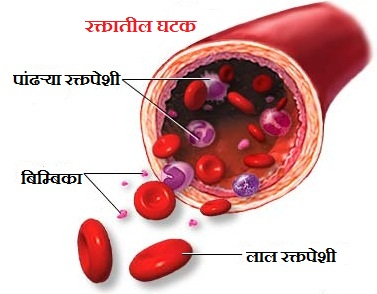 रक्तातील घटक
पांढऱ्या रक्तपेशी
बिम्बिका
लाल रक्तपेशी